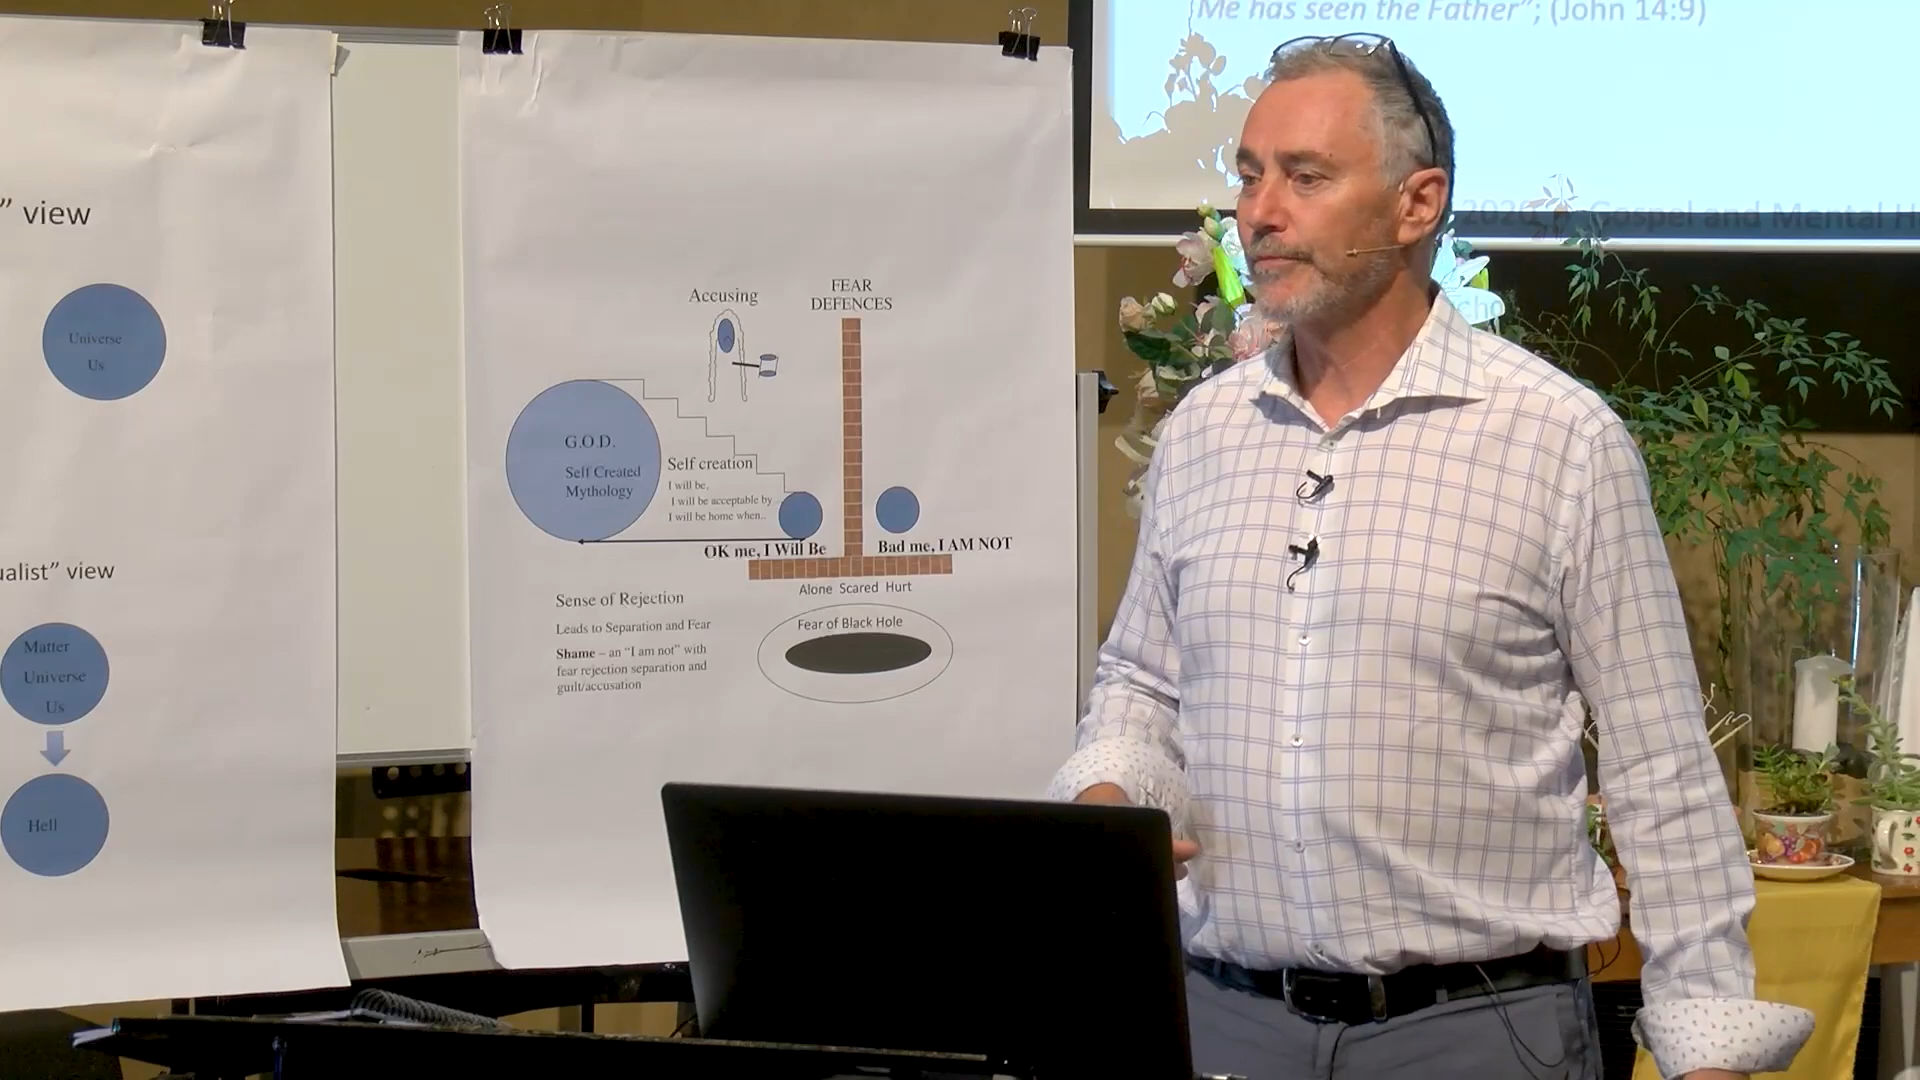 ” view
Universe
Us
ualist” view
Matter
Universe
Us
Hell
Accusing
FEAR
DEFENCES
G.O.D.
Self Created
Mythology
Self creation
I will be,
I will be acceptable by
I will be home when..
OK me, I Will Be
Bad me, I AM NOT
Alone Scared Hurt
Fear of Black Hole
Sense of Rejection
Leads to Separation and Fear
Shame – an “I am not” with
fear rejection separation and
guilt/accusation
Me has seen the Father”; (John 14:9)
2020 Gospel and Mental H